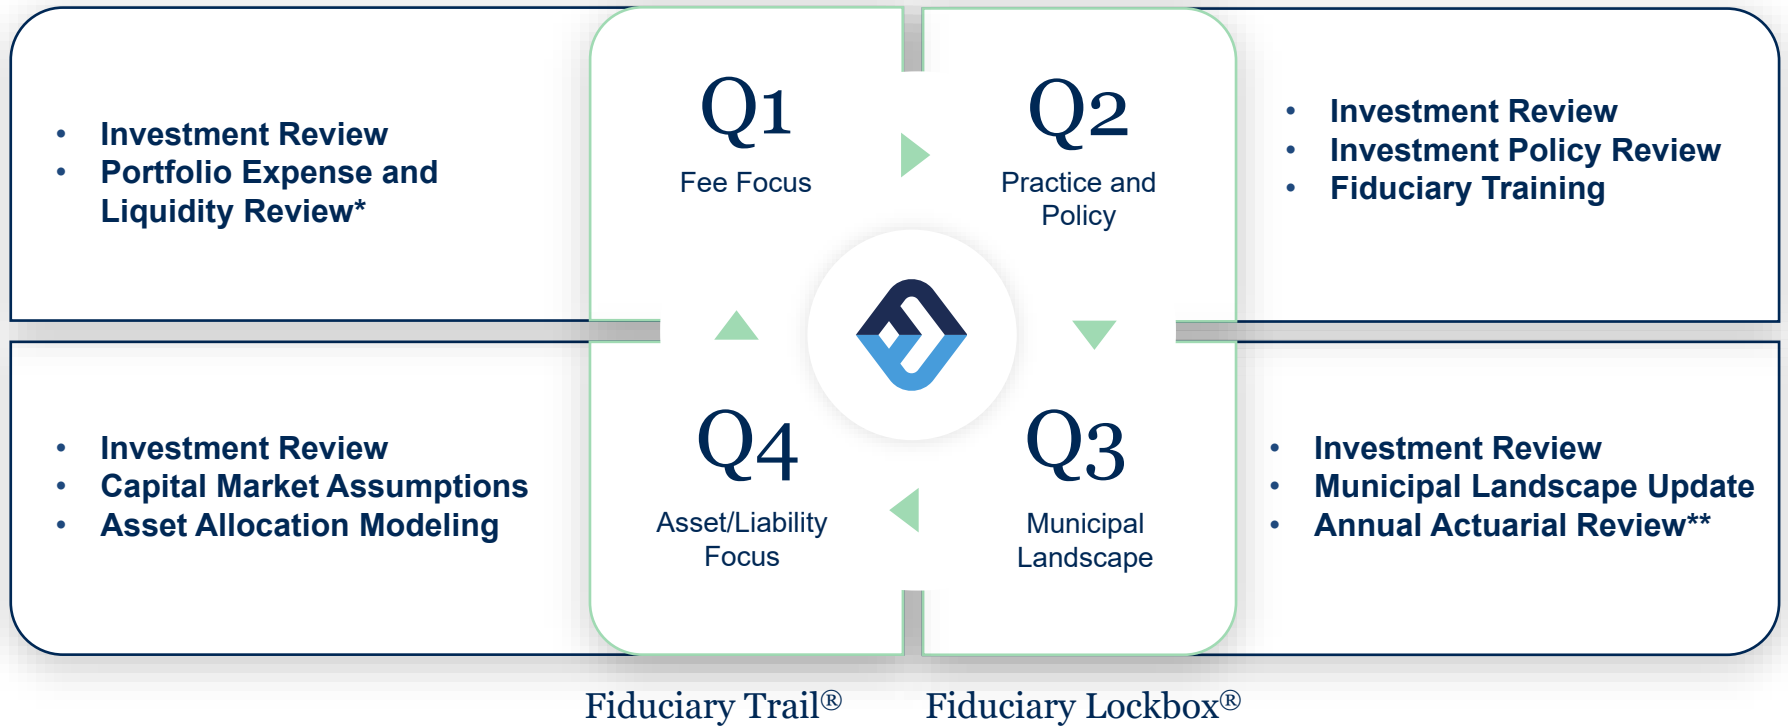 • Investment Review
• Portfolio Expense and
Liquidity Review*
Q1
Fee Focus
Q2
Practice and
Policy
• Investment Review
• Investment Policy Review
• Fiduciary Training
• Investment Review
• Capital Market Assumptions
• Asset Allocation Modeling
Q4
Asset/Liability
Focus
Q3
Municipal
Landscape
• Investment Review
• Municipal Landscape Update
• Annual Actuarial Review**
Fiduciary Trail®
Fiduciary Lockbox®